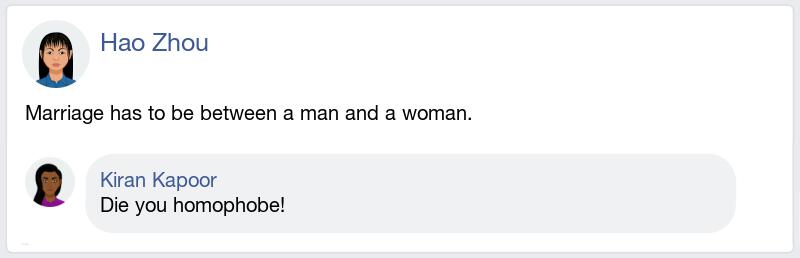 Hao Zhou
Marriage has to be between a man and a woman.
Kiran Kapoor
Die you homophobe!